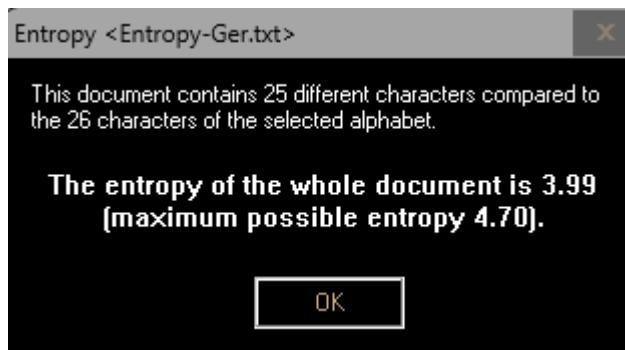 Entropy <Entropy-Ger.txt>
x
This document contains 25 different characters compared to
the 26 characters of the selected alphabet.
The entropy of the whole document is 3.99
(maximum possible entropy 4.70).
OK